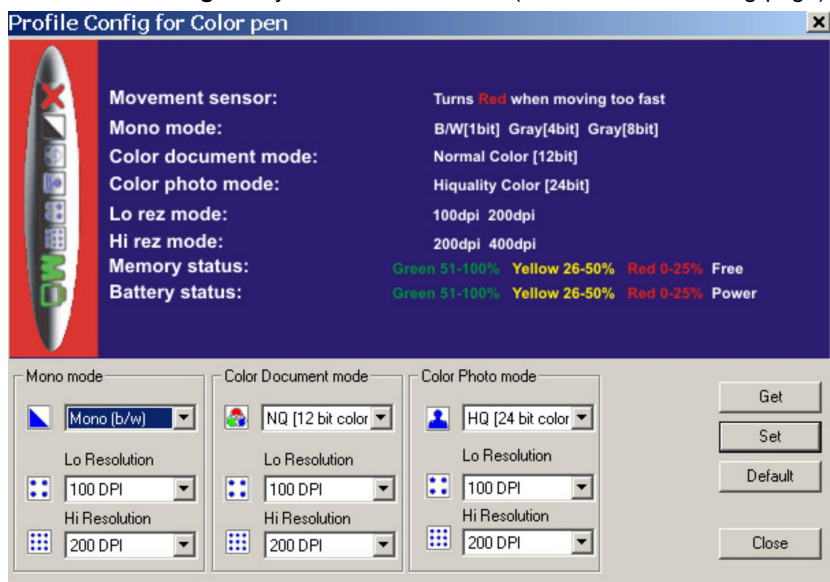 Profile Config for Color pen
Movement sensor: Turns Red when moving too fast
Mono mode: B/W[1bit] Gray[4bit] Gray[8bit]
Color document mode: Normal Color [12bit]
Color photo mode: Hiquality Color [24bit]
Lo rez mode: 100dpi 200dpi
Hi rez mode: 200dpi 400dpi
Memory status: Green 51-100% Yellow 26-50% Red 0-25% Free
Battery status: Green 51-100% Yellow 26-50% Red 0-25% Power
Mono mode
Mono (b/w)
Lo Resolution
100 DPI
Hi Resolution
200 DPI
Color Document mode
NQ [12 bit color
Lo Resolution
100 DPI
Hi Resolution
200 DPI
Color Photo mode
HQ [24 bit color
Lo Resolution
100 DPI
Hi Resolution
200 DPI
Get
Set
Default
Close